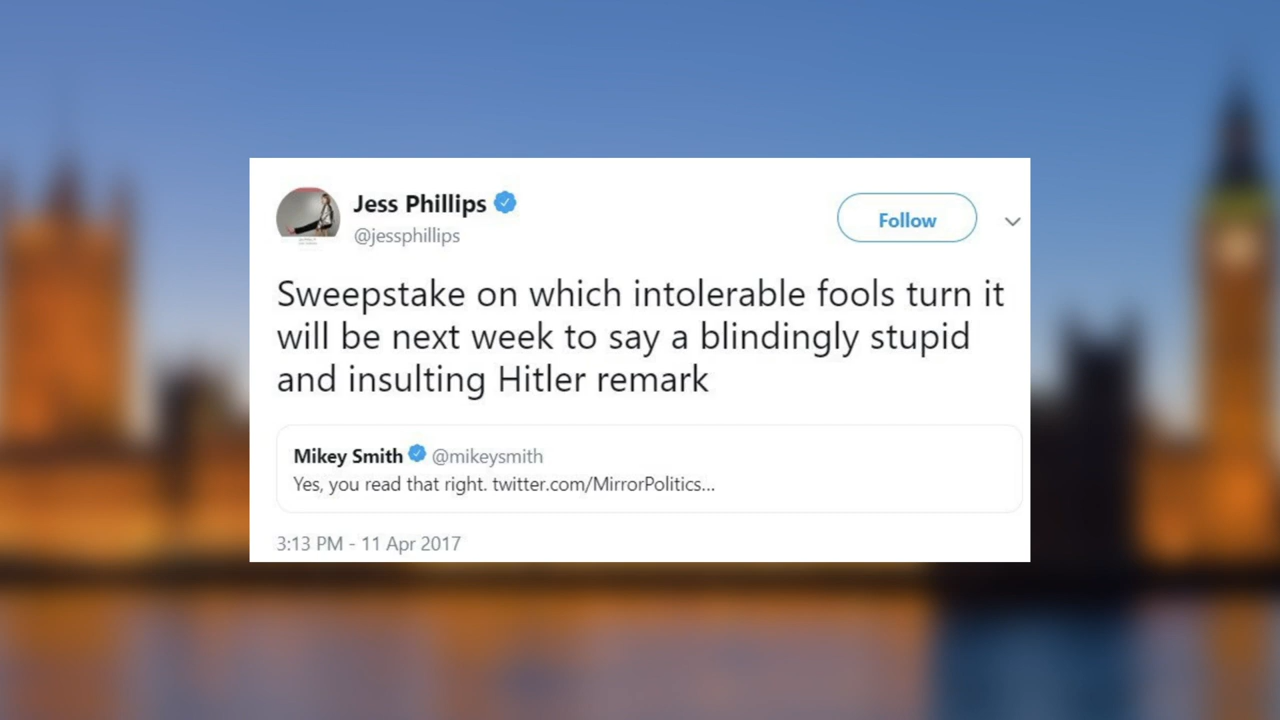 Jess Phillips
@jessphillips
Follow
Sweepstake on which intolerable fools turn it
will be next week to say a blindingly stupid
and insulting Hitler remark
Mikey Smith @mikeysmith
Yes, you read that right. twitter.com/MirrorPolitics...
3:13 PM - 11 Apr 2017